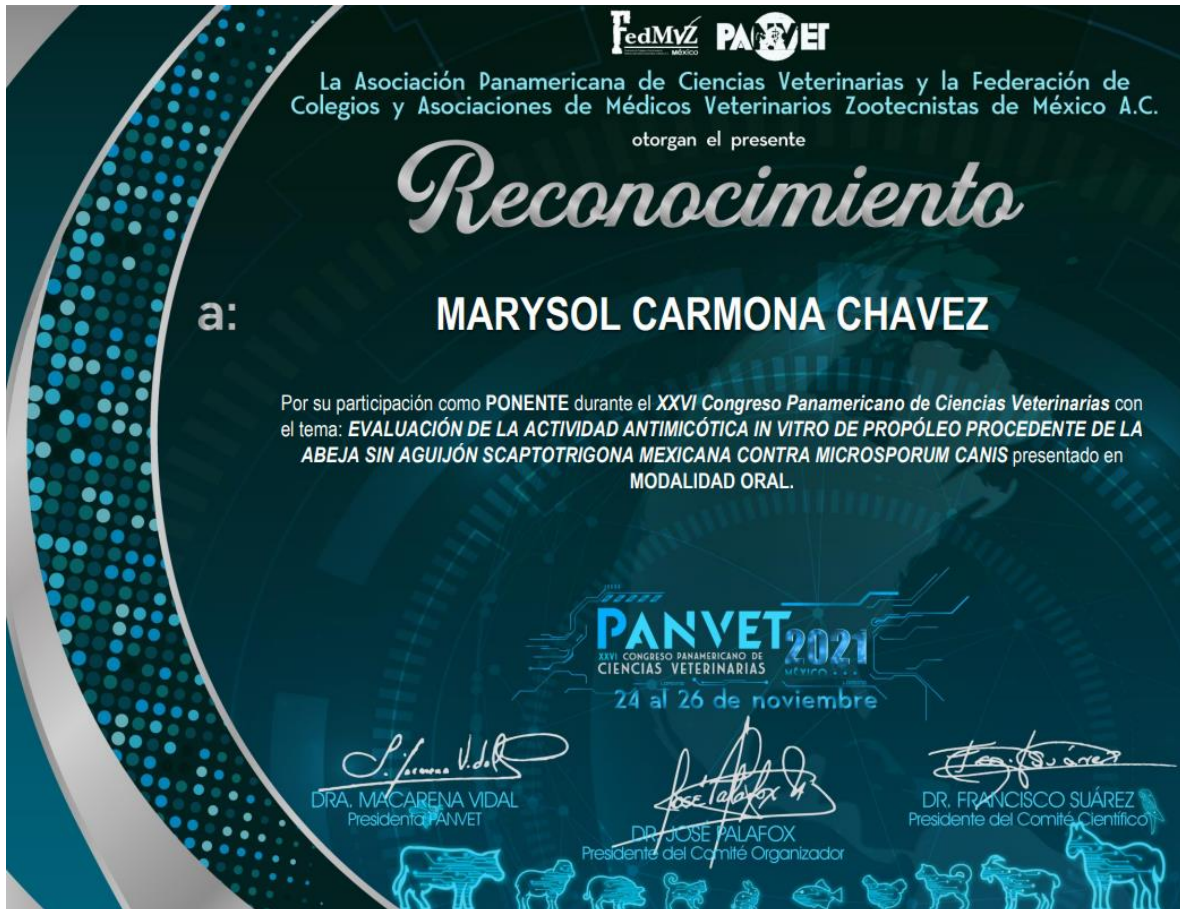 FedMVZ México PANVET
La Asociación Panamericana de Ciencias Veterinarias y la Federación de
Colegios y Asociaciones de Médicos Veterinarios Zootecnistas de México A.C.
otorgan el presente
Reconocimiento
a: MARYSOL CARMONA CHAVEZ
Por su participación como PONENTE durante el XXVI Congreso Panamericano de Ciencias Veterinarias con
el tema: EVALUACIÓN DE LA ACTIVIDAD ANTIMICÓTICA IN VITRO DE PROPÓLEO PROCEDENTE DE LA
ABEJA SIN AGUIJÓN SCAPTOTRIGONA MEXICANA CONTRA MICROSPORUM CANIS presentado en
MODALIDAD ORAL.
PANVET 2021
XXVI CONGRESO PANAMERICANO DE
CIENCIAS VETERINARIAS MÉXICO
24 al 26 de noviembre
DRA. MACARENA VIDAL
Presidenta PANVET
DR. JOSÉ PALAFOX
Presidente del Comité Organizador
DR. FRANCISCO SUÁREZ
Presidente del Comité Científico